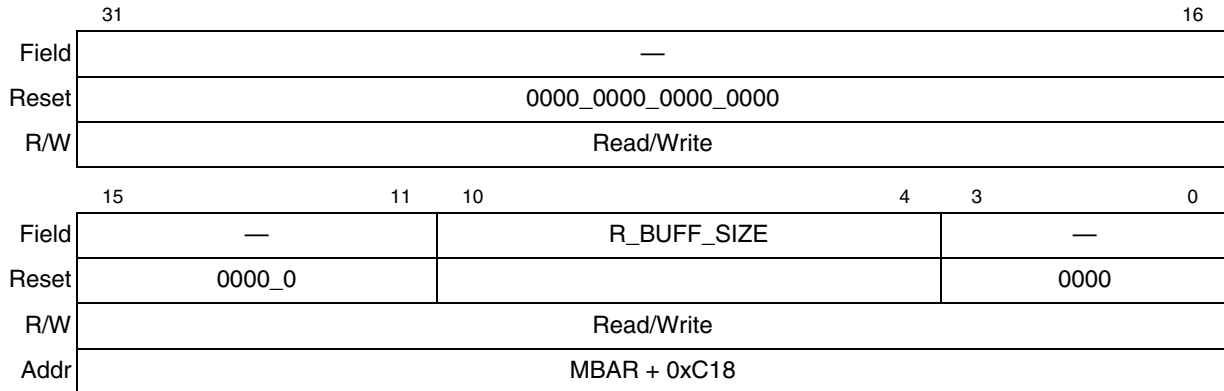 31 16
Field —
Reset 0000_0000_0000_0000
R/W Read/Write
15 11 10 4 3 0
Field — R_BUFF_SIZE —
Reset 0000_0 0000
R/W Read/Write
Addr MBAR + 0xC18